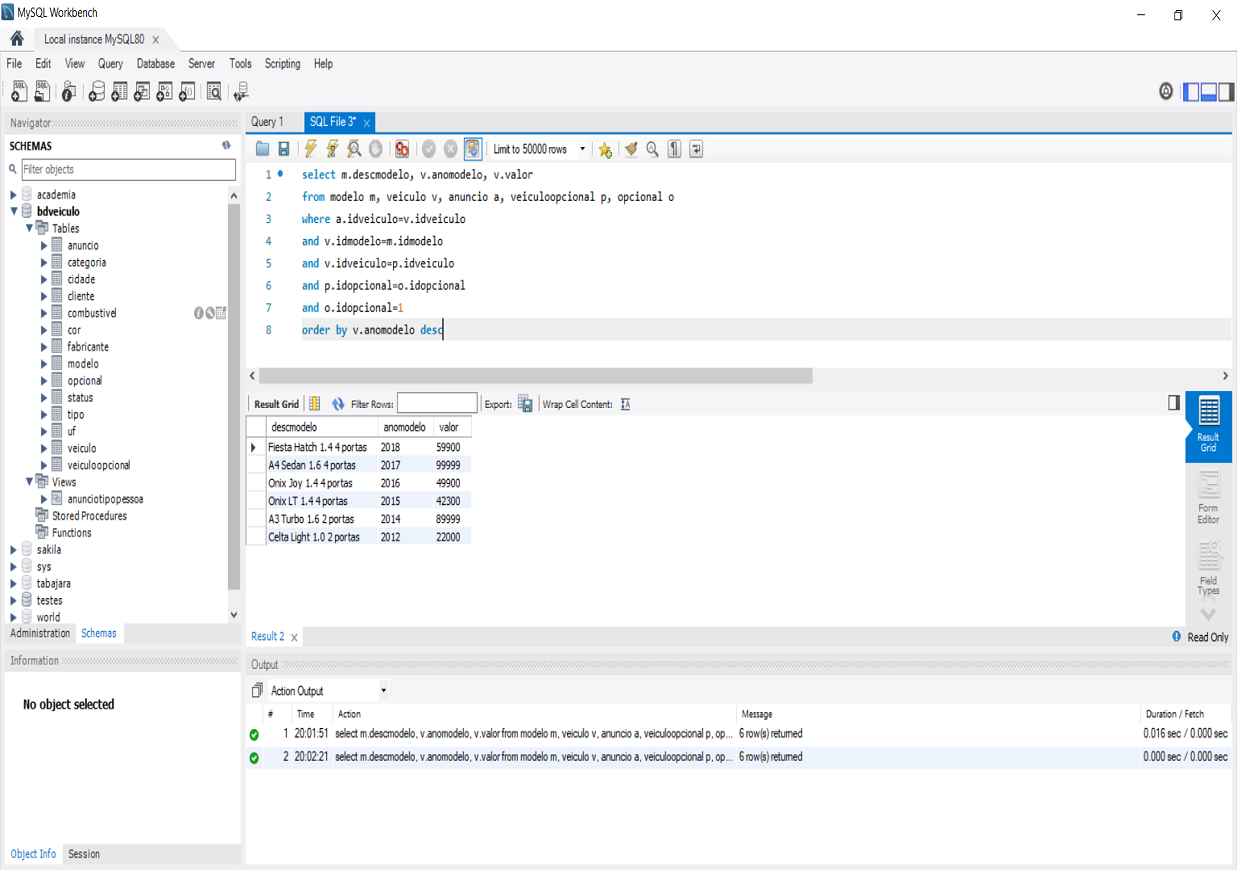 MySQL Workbench
Local instance MySQL80
File Edit View Query Database Server Tools Scripting Help
Navigator
SCHEMAS
Filter objects
academia
bdveiculo
Tables
anuncio
categoria
cidade
cliente
combustivel
cor
fabricante
modelo
opcional
status
tipo
uf
veiculo
veiculoopcional
Views
anunciotipopessoa
Stored Procedures
Functions
sakila
sys
tabajara
testes
world
Administration Schemas
Information
No object selected
Object Info Session
Query 1 SQL File 3*
Limit to 50000 rows
1 select m.descmodelo, v.anomodelo, v.valor
2 from modelo m, veiculo v, anuncio a, veiculoopcional p, opcional o
3 where a.idveiculo=v.idveiculo
4 and v.idmodelo=m.idmodelo
5 and v.idveiculo=p.idveiculo
6 and p.idopcional=o.idopcional
7 and o.idopcional=1
8 order by v.anomodelo desc
Result Grid Filter Rows: Export: Wrap Cell Content:
descmodelo anomodelo valor
Fiesta Hatch 1.4 4 portas 2018 59900
A4 Sedan 1.6 4 portas 2017 99999
Onix Joy 1.4 4 portas 2016 49900
Onix LT 1.4 4 portas 2015 42300
A3 Turbo 1.6 2 portas 2014 89999
Celta Light 1.0 2 portas 2012 22000
Result
Grid
Form
Editor
Field
Types
Result 2
Read Only
Output
Action Output
# Time Action Message Duration / Fetch
1 20:01:51 select m.descmodelo, v.anomodelo, v.valor from modelo m, veiculo v, anuncio a, veiculoopcional p, op... 6 row(s) returned 0.016 sec / 0.000 sec
2 20:02:21 select m.descmodelo, v.anomodelo, v.valor from modelo m, veiculo v, anuncio a, veiculoopcional p, op... 6 row(s) returned 0.000 sec / 0.000 sec